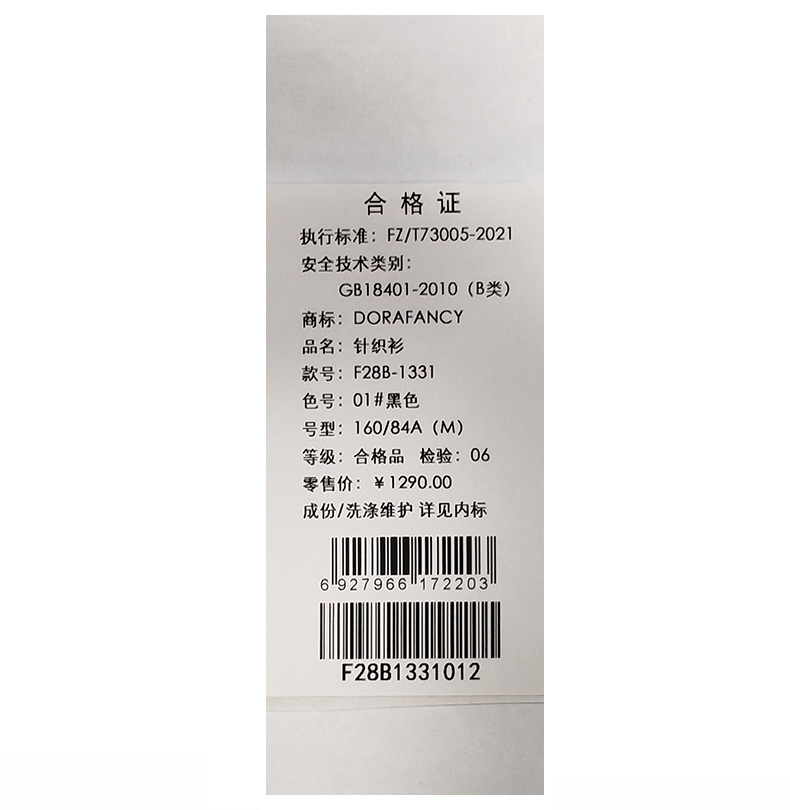 合格证
执行标准：FZ/T73005-2021
安全技术类别：
GB18401-2010（B类）
商标：DORAFANCY
品名：针织衫
款号：F28B-1331
色号：01#黑色
号型：160/84A（M）
等级：合格品 检验：06
零售价：￥1290.00
成份/洗涤维护 详见内标
6 927966 172203
F28B1331012